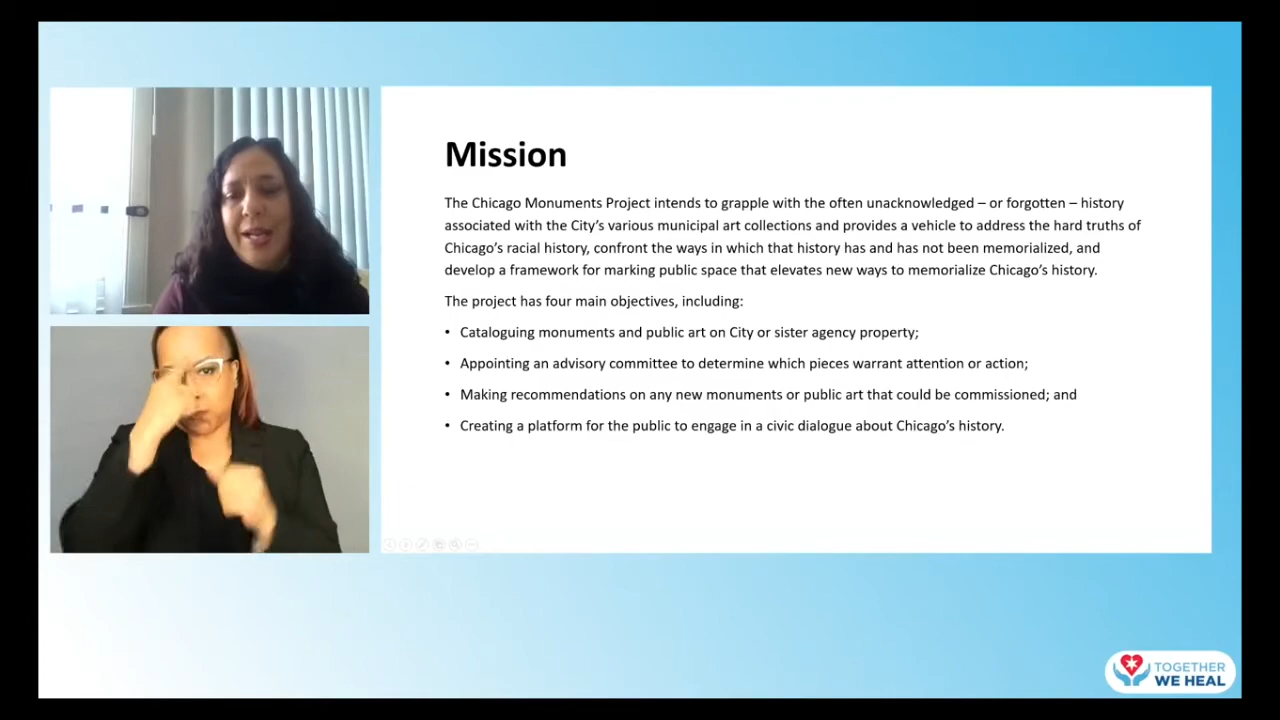 Mission
The Chicago Monuments Project intends to grapple with the often unacknowledged – or forgotten – history
associated with the City's various municipal art collections and provides a vehicle to address the hard truths of
Chicago's racial history, confront the ways in which that history has and has not been memorialized, and
develop a framework for marking public space that elevates new ways to memorialize Chicago's history.
The project has four main objectives, including:
• Cataloguing monuments and public art on City or sister agency property;
• Appointing an advisory committee to determine which pieces warrant attention or action;
• Making recommendations on any new monuments or public art that could be commissioned; and
• Creating a platform for the public to engage in a civic dialogue about Chicago's history.
TOGETHER
WE HEAL